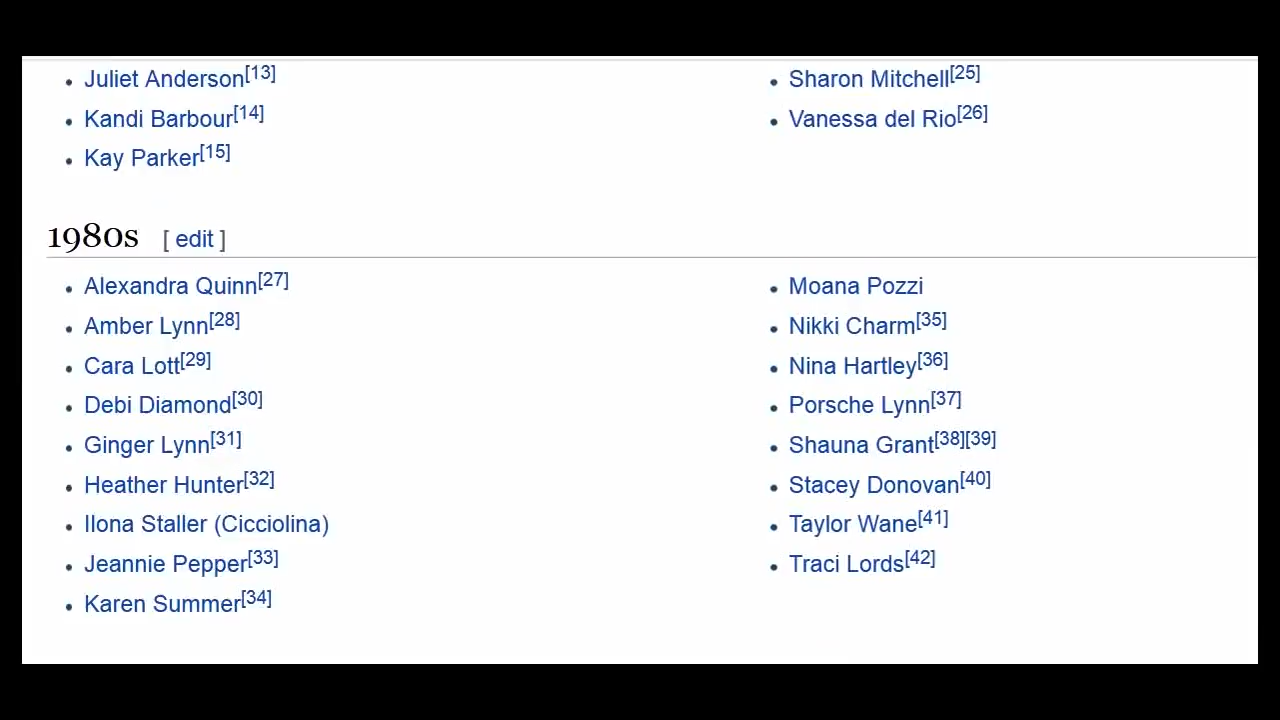 Juliet Anderson[13]
Kandi Barbour[14]
Kay Parker[15]
Sharon Mitchell[25]
Vanessa del Rio[26]
1980s [ edit ]
Alexandra Quinn[27]
Amber Lynn[28]
Cara Lott[29]
Debi Diamond[30]
Ginger Lynn[31]
Heather Hunter[32]
Ilona Staller (Cicciolina)
Jeannie Pepper[33]
Karen Summer[34]
Moana Pozzi
Nikki Charm[35]
Nina Hartley[36]
Porsche Lynn[37]
Shauna Grant[38][39]
Stacey Donovan[40]
Taylor Wane[41]
Traci Lords[42]